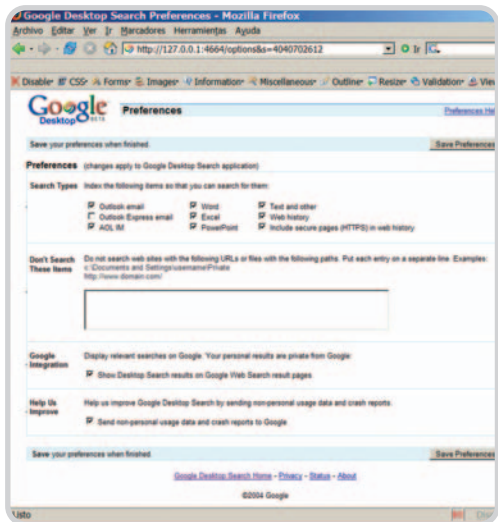 Google Desktop Search Preferences - Mozilla Firefox
Archivo Editar Ver Ir Marcadores Herramientas Ayuda
http://127.0.0.1:4664/options&s=4040702612 Ir
Disable CSS Forms Images Information Miscellaneous Outline Resize Validation
Google
Desktop BETA
Preferences
Preferences
Save your preferences when finished. Save Preferences
Preferences (changes apply to Google Desktop Search application)
Search Types Index the following items so that you can search for them:
Outlook email Word Text and other
Outlook Express email Excel Web history
AOL IM PowerPoint Include secure pages (HTTPS) in web history
Don't Search Do not search web sites with the following URLs or files with the following paths. Put each entry on a separate line. Examples:
These Items c:\Documents and Settings\username\Private
http://www.domain.com/
Google Display relevant searches on Google. Your personal results are private from Google.
Integration
Show Desktop Search results on Google Web Search result pages
Help Us Help us improve Google Desktop Search by sending non-personal usage data and crash reports.
Improve
Send non-personal usage data and crash reports to Google
Save your preferences when finished. Save Preferences
Google Desktop Search Home - Privacy - Status - About
©2004 Google
Listo